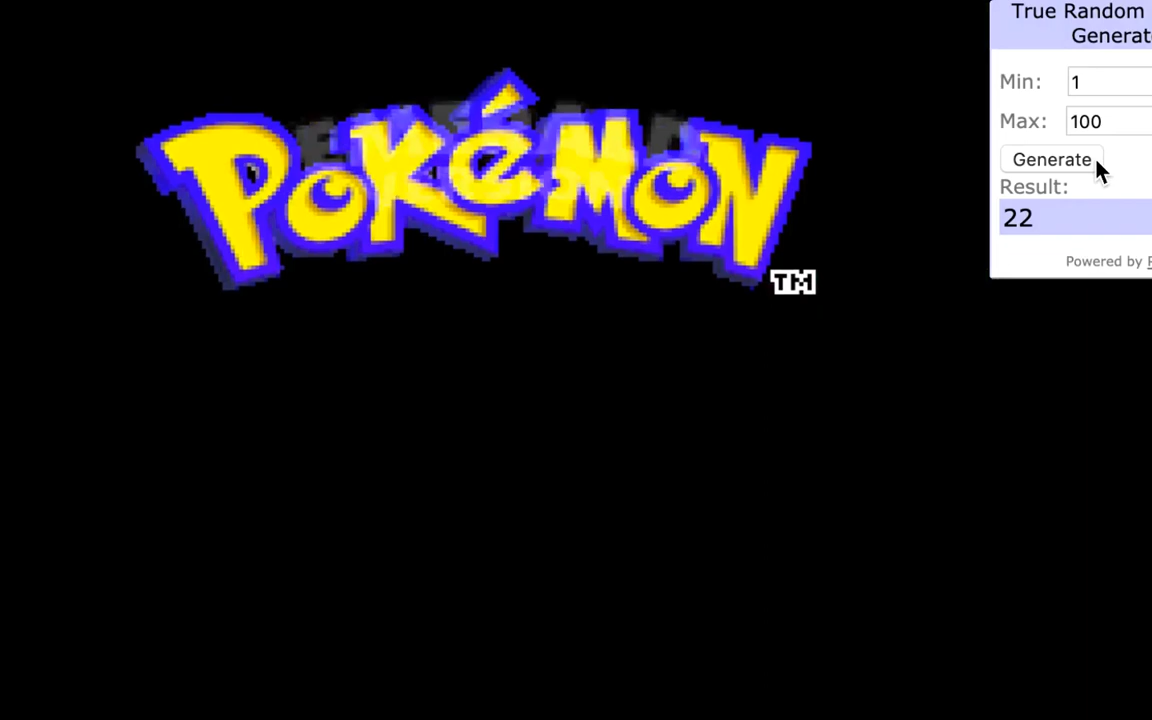 POKéMON
TM
True Random
Generat
Min: 1
Max: 100
Generate
Result:
22
Powered by